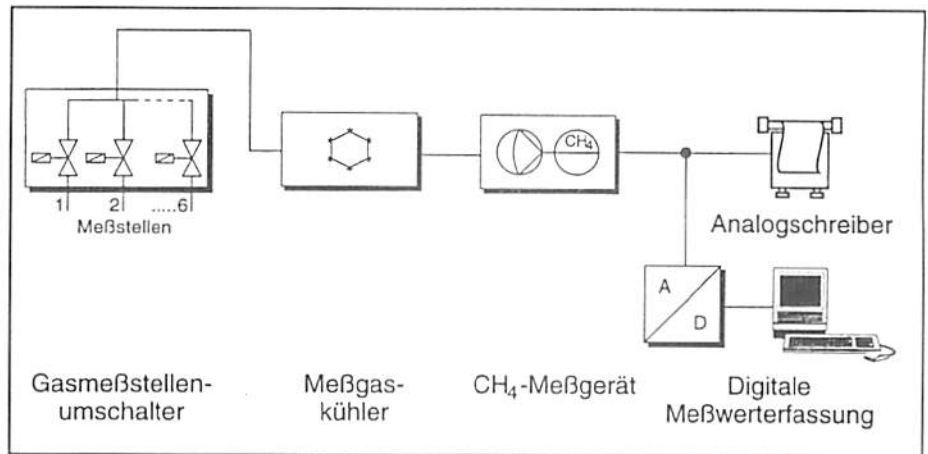 CH₄
1 2 .....6
Meßstellen
Analogschreiber
A
D
Gasmeßstellen-
umschalter
Meßgas-
kühler
CH₄-Meßgerät
Digitale
Meßwerterfassung